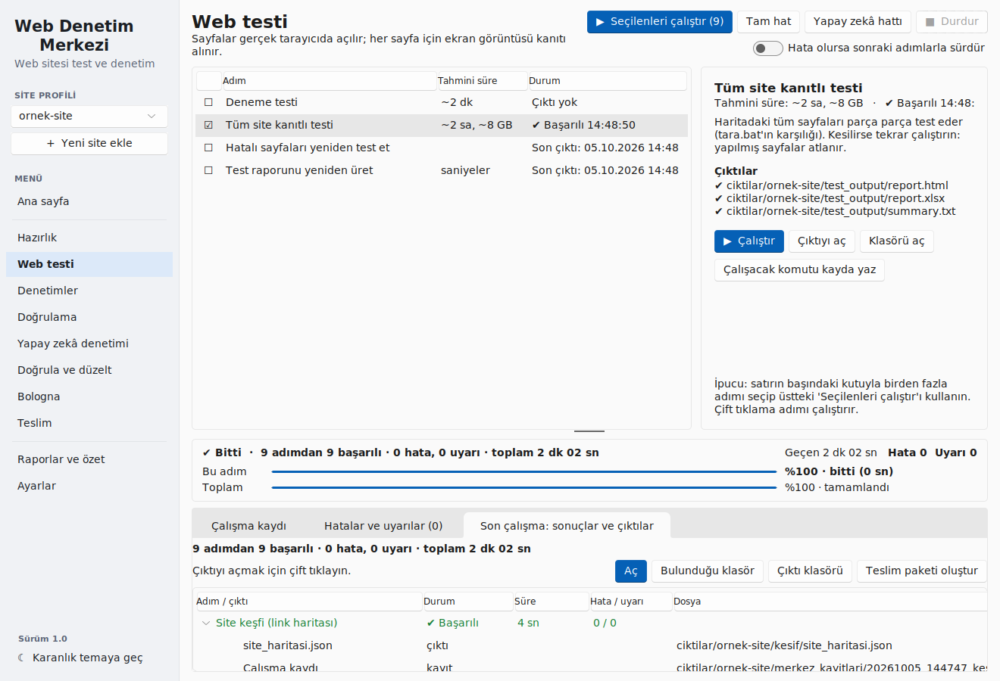 Web Denetim
Merkezi
Web sitesi test ve denetim
SİTE PROFİLİ
ornek-site
+ Yeni site ekle
MENÜ
Ana sayfa
Hazırlık
Web testi
Denetimler
Doğrulama
Yapay zekâ denetimi
Doğrula ve düzelt
Bologna
Teslim
Raporlar ve özet
Ayarlar
Sürüm 1.0
☾ Karanlık temaya geç
Web testi
Sayfalar gerçek tarayıcıda açılır; her sayfa için ekran görüntüsü kanıtı
alınır.
▶ Seçilenleri çalıştır (9)
Tam hat
Yapay zekâ hattı
■ Durdur
Hata olursa sonraki adımlarla sürdür
Adım Tahmini süre Durum
☐ Deneme testi ~2 dk Çıktı yok
☑ Tüm site kanıtlı testi ~2 sa, ~8 GB ✔ Başarılı 14:48:50
☐ Hatalı sayfaları yeniden test et Son çıktı: 05.10.2026 14:48
☐ Test raporunu yeniden üret saniyeler Son çıktı: 05.10.2026 14:48
Tüm site kanıtlı testi
Tahmini süre: ~2 sa, ~8 GB · ✔ Başarılı 14:48:
Haritadaki tüm sayfaları parça parça test eder
(tara.bat'ın karşılığı). Kesilirse tekrar çalıştırın:
yapılmış sayfalar atlanır.
Çıktılar
✔ ciktilar/ornek-site/test_output/report.html
✔ ciktilar/ornek-site/test_output/report.xlsx
✔ ciktilar/ornek-site/test_output/summary.txt
▶ Çalıştır
Çıktıyı aç
Klasörü aç
Çalışacak komutu kayda yaz
İpucu: satırın başındaki kutuyla birden fazla
adımı seçip üstteki 'Seçilenleri çalıştır'ı kullanın.
Çift tıklama adımı çalıştırır.
✔ Bitti · 9 adımdan 9 başarılı · 0 hata, 0 uyarı · toplam 2 dk 02 sn
Geçen 2 dk 02 sn Hata 0 Uyarı 0
Bu adım %100 · bitti (0 sn)
Toplam %100 · tamamlandı
Çalışma kaydı
Hatalar ve uyarılar (0)
Son çalışma: sonuçlar ve çıktılar
9 adımdan 9 başarılı · 0 hata, 0 uyarı · toplam 2 dk 02 sn
Çıktıyı açmak için çift tıklayın.
Aç
Bulunduğu klasör
Çıktı klasörü
Teslim paketi oluştur
Adım / çıktı Durum Süre Hata / uyarı Dosya
Site keşfi (link haritası) ✔ Başarılı 4 sn 0 / 0
site_haritasi.json çıktı ciktilar/ornek-site/kesif/site_haritasi.json
Çalışma kaydı kayıt ciktilar/ornek-site/merkez_kayitlari/20261005_144747_kes